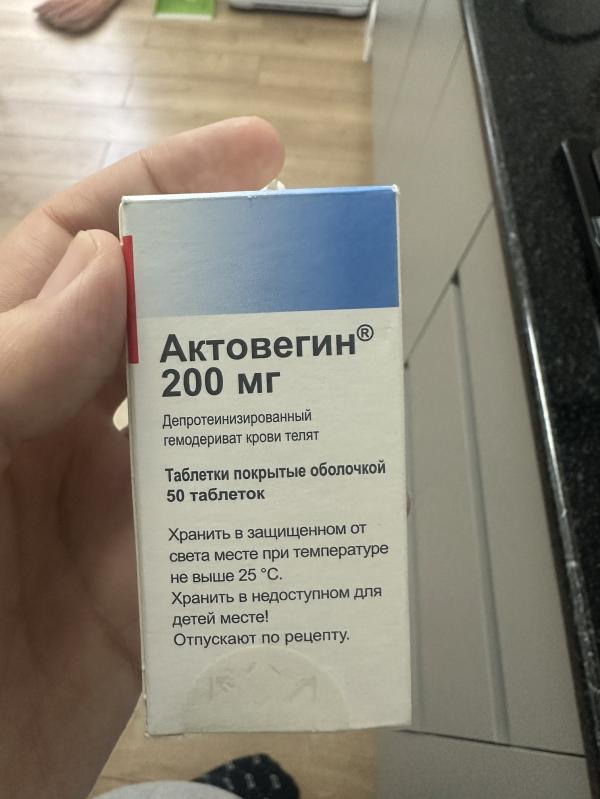 Актовегин®
200 мг
Депротеинизированный
гемодериват крови телят
Таблетки покрытые оболочкой
50 таблеток
Хранить в защищенном от
света месте при температуре
не выше 25 °C.
Хранить в недоступном для
детей месте!
Отпускают по рецепту.